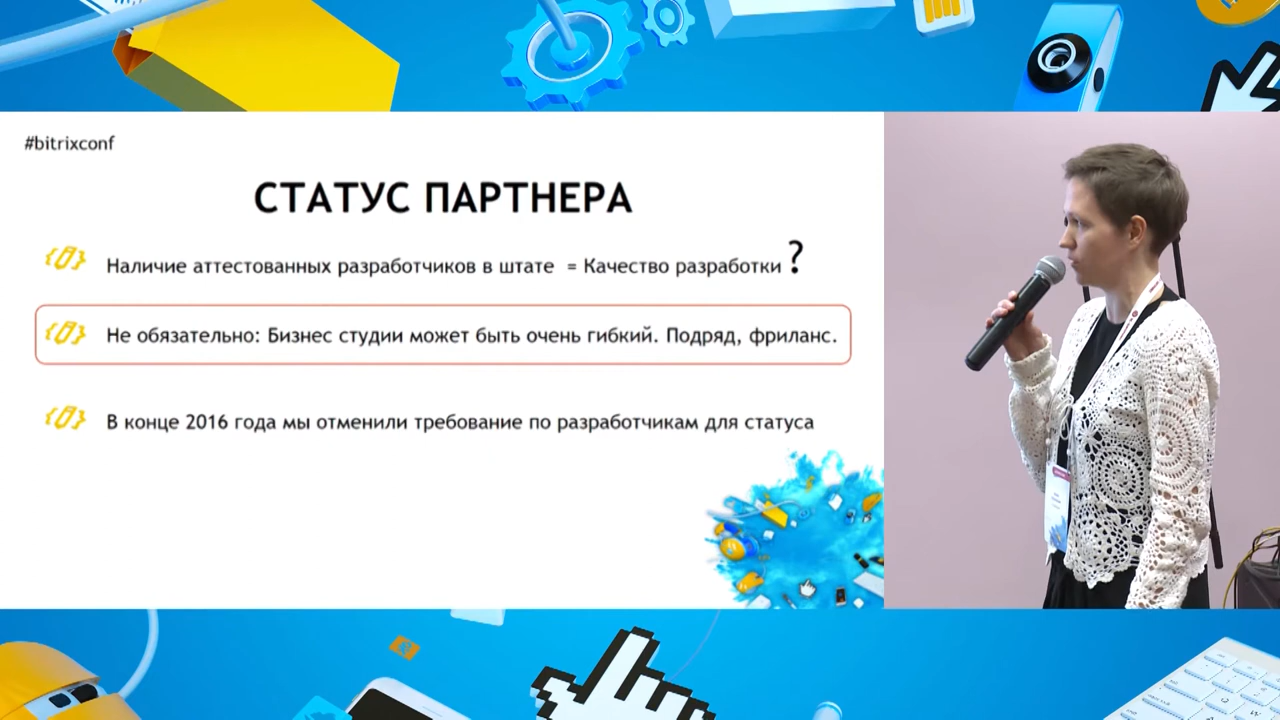 #bitrixconf
СТАТУС ПАРТНЕРА
Наличие аттестованных разработчиков в штате = Качество разработки ?
Не обязательно: Бизнес студии может быть очень гибкий. Подряд, фриланс.
В конце 2016 года мы отменили требование по разработчикам для статуса